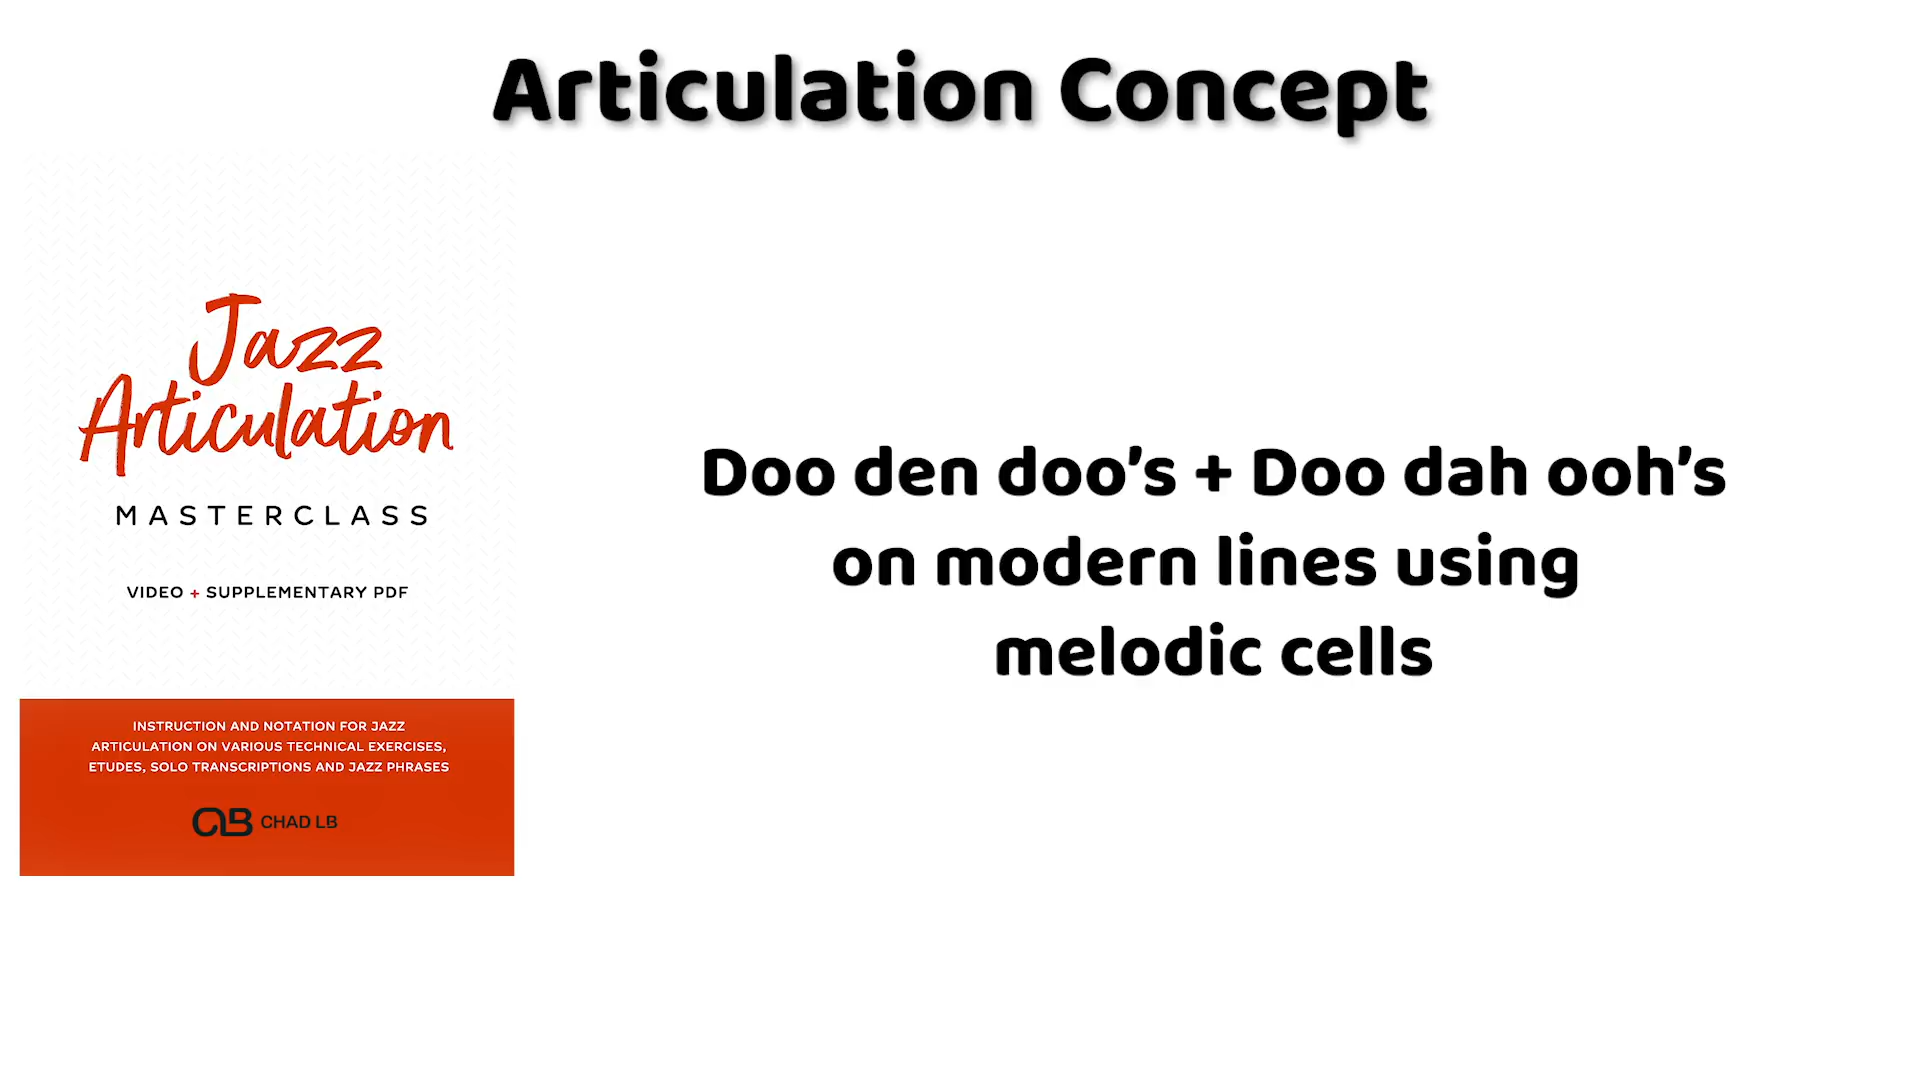 Articulation Concept
Jazz
Articulation
MASTERCLASS
VIDEO + SUPPLEMENTARY PDF
INSTRUCTION AND NOTATION FOR JAZZ
ARTICULATION ON VARIOUS TECHNICAL EXERCISES,
ETUDES, SOLO TRANSCRIPTIONS AND JAZZ PHRASES
CHAD LB
Doo den doo's + Doo dah ooh's
on modern lines using
melodic cells